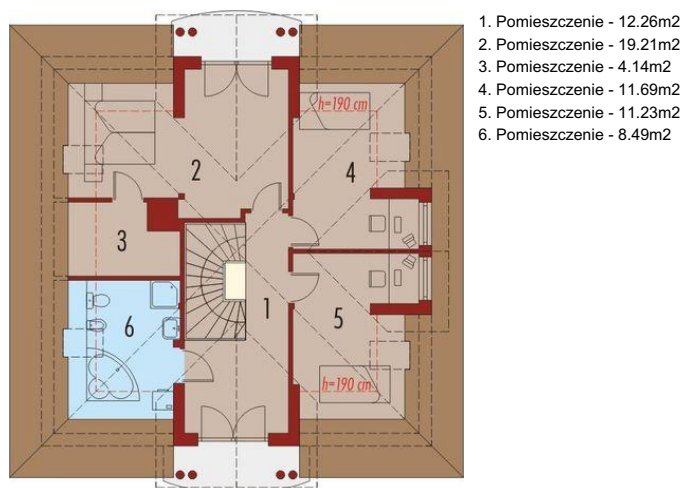 1. Pomieszczenie - 12.26m2
2. Pomieszczenie - 19.21m2
3. Pomieszczenie - 4.14m2
4. Pomieszczenie - 11.69m2
5. Pomieszczenie - 11.23m2
6. Pomieszczenie - 8.49m2
h=190 cm
2
4
3
1
6
5
h=190 cm